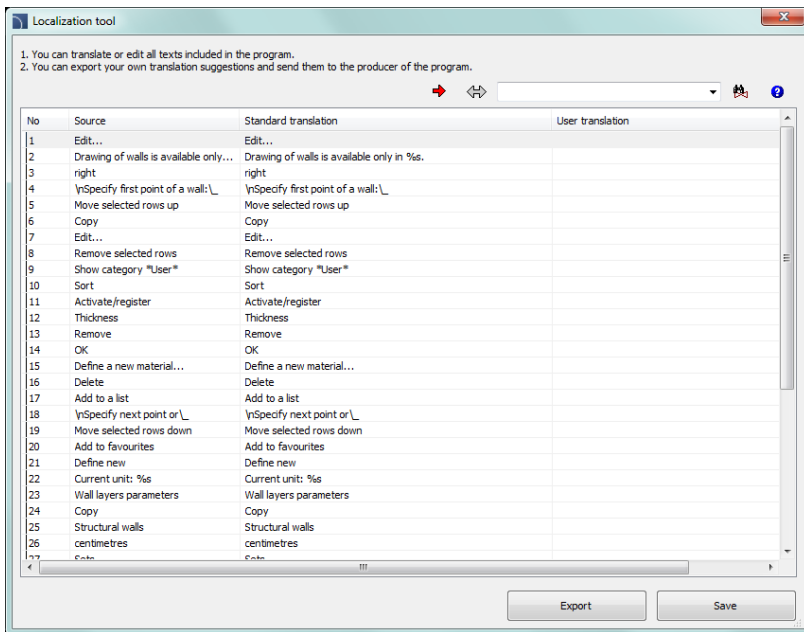 Localization tool
1. You can translate or edit all texts included in the program.
2. You can export your own translation suggestions and send them to the producer of the program.
No Source Standard translation User translation
1 Edit... Edit...
2 Drawing of walls is available only... Drawing of walls is available only in %s.
3 right right
4 \nSpecify first point of a wall:\_ \nSpecify first point of a wall:\_
5 Move selected rows up Move selected rows up
6 Copy Copy
7 Edit... Edit...
8 Remove selected rows Remove selected rows
9 Show category "User" Show category "User"
10 Sort Sort
11 Activate/register Activate/register
12 Thickness Thickness
13 Remove Remove
14 OK OK
15 Define a new material... Define a new material...
16 Delete Delete
17 Add to a list Add to a list
18 \nSpecify next point or\_ \nSpecify next point or\_
19 Move selected rows down Move selected rows down
20 Add to favourites Add to favourites
21 Define new Define new
22 Current unit: %s Current unit: %s
23 Wall layers parameters Wall layers parameters
24 Copy Copy
25 Structural walls Structural walls
26 centimetres centimetres
27 Sets Sets
Export Save